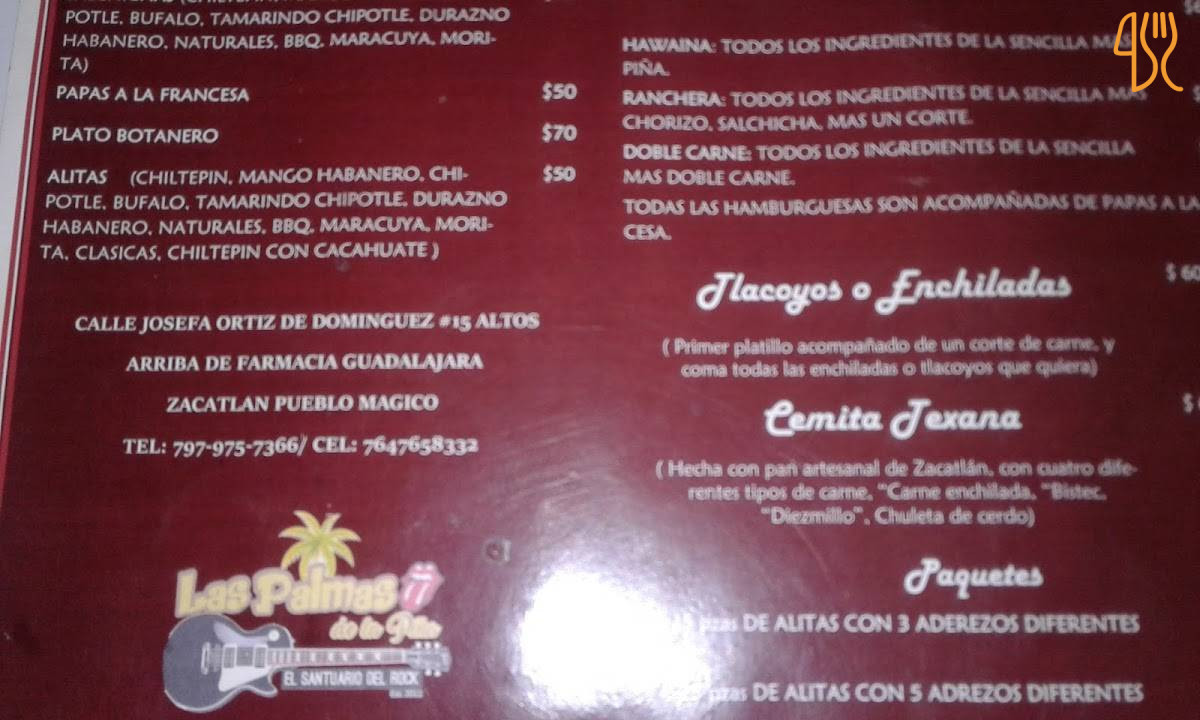 POTLE, BUFALO, TAMARINDO CHIPOTLE, DURAZNO
HABANERO, NATURALES, BBQ, MARACUYA, MORI-
TA)
PAPAS A LA FRANCESA $50
PLATO BOTANERO $70
ALITAS (CHILTEPIN, MANGO HABANERO, CHI- $50
POTLE, BUFALO, TAMARINDO CHIPOTLE, DURAZNO
HABANERO, NATURALES, BBQ, MARACUYA, MORI-
TA, CLASICAS, CHILTEPIN CON CACAHUATE )
CALLE JOSEFA ORTIZ DE DOMINGUEZ #15 ALTOS
ARRIBA DE FARMACIA GUADALAJARA
ZACATLAN PUEBLO MAGICO
TEL: 797-975-7366/ CEL: 7647658332
Las Palmas
de la
EL SANTUARIO DEL ROCK
HAWAINA: TODOS LOS INGREDIENTES DE LA SENCILLA MAS
PIÑA.
RANCHERA: TODOS LOS INGREDIENTES DE LA SENCILLA MAS
CHORIZO, SALCHICHA, MAS UN CORTE.
DOBLE CARNE: TODOS LOS INGREDIENTES DE LA SENCILLA
MAS DOBLE CARNE.
TODAS LAS HAMBURGUESAS SON ACOMPAÑADAS DE PAPAS A LA
CESA.
Tlacoyos o Enchiladas $ 60
( Primer platillo acompañado de un corte de carne, y
coma todas las enchiladas o tlacoyos que quiera)
Cemita Texana $
( Hecha con pan artesanal de Zacatlán, con cuatro dife-
rentes tipos de carne, "Carne enchilada, "Bistec,
"Diezmillo", Chuleta de cerdo)
Paquetes
pzas DE ALITAS CON 3 ADEREZOS DIFERENTES
pzas DE ALITAS CON 5 ADREZOS DIFERENTES